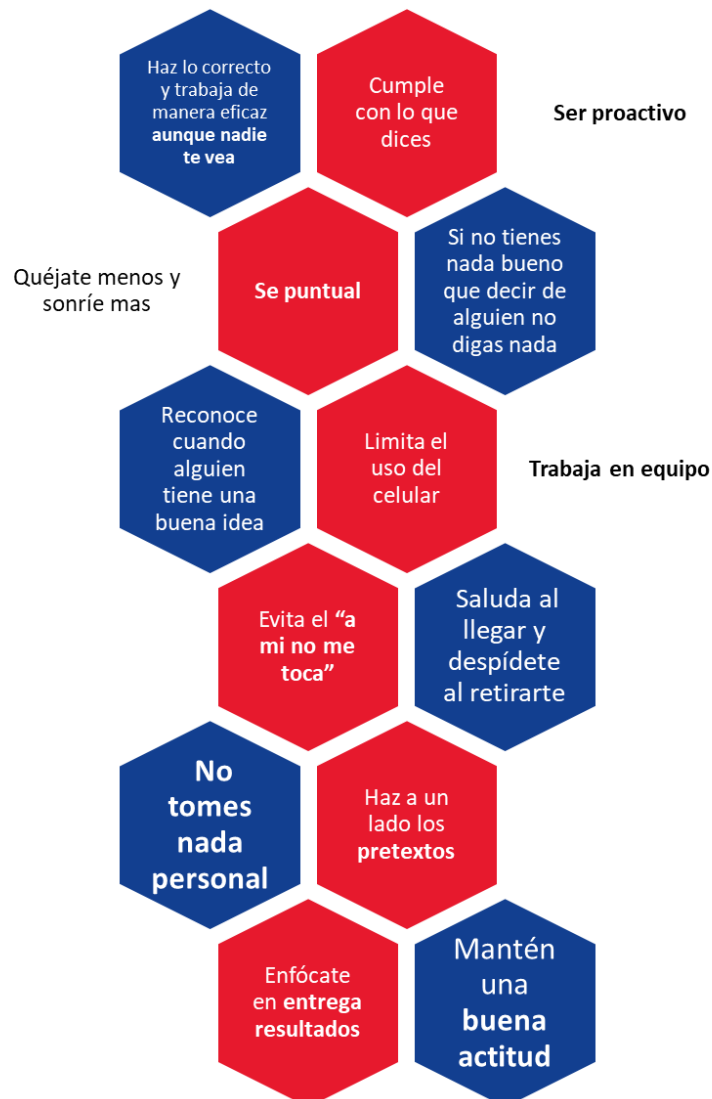 Haz lo correcto
y trabaja de
manera eficaz
aunque nadie
te vea
Cumple
con lo que
dices
Ser proactivo
Quéjate menos y
sonríe mas
Se puntual
Si no tienes
nada bueno
que decir de
alguien no
digas nada
Reconoce
cuando
alguien
tiene una
buena idea
Limita el
uso del
celular
Trabaja en equipo
Evita el “a
mi no me
toca”
Saluda al
llegar y
despídete
al retirarte
No
tomes
nada
personal
Haz a un
lado los
pretextos
Enfócate
en entrega
resultados
Mantén
una
buena
actitud